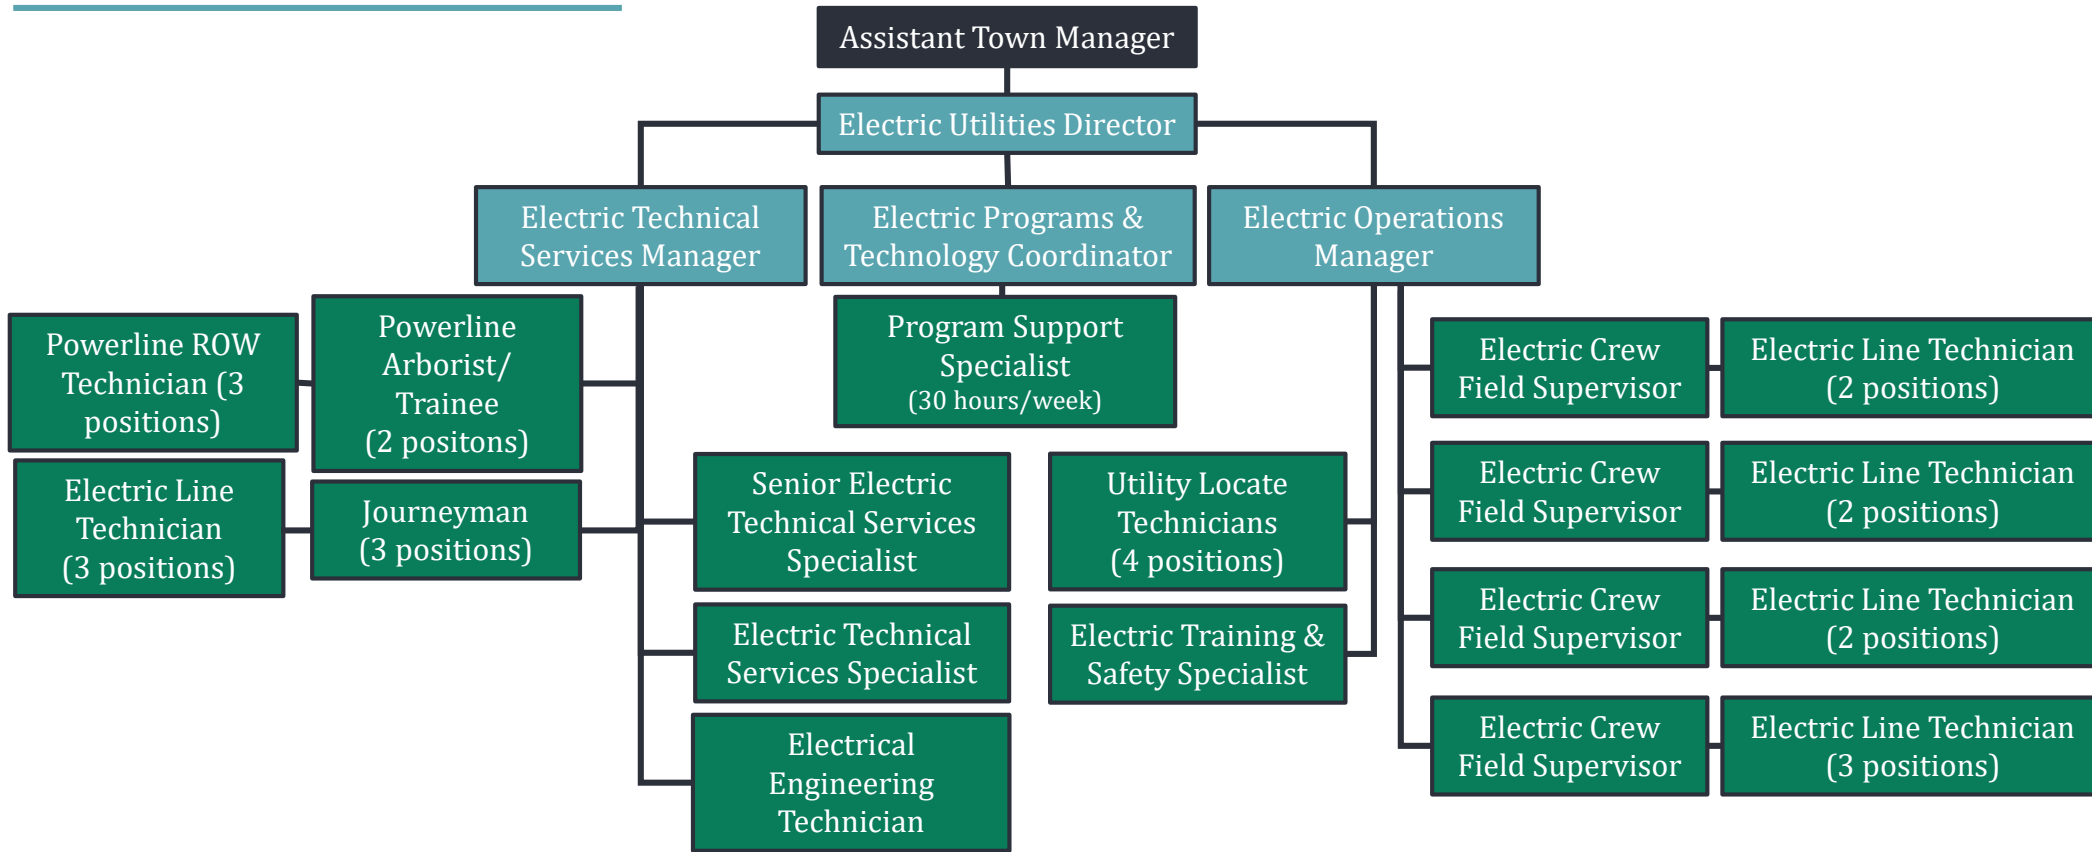 Assistant Town Manager
Electric Utilities Director
Electric Technical
Services Manager
Electric Programs &
Technology Coordinator
Electric Operations
Manager
Powerline ROW
Technician (3
positions)
Powerline
Arborist/
Trainee
(2 positons)
Program Support
Specialist
(30 hours/week)
Electric Crew
Field Supervisor
Electric Line Technician
(2 positions)
Electric Line
Technician
(3 positions)
Journeyman
(3 positions)
Senior Electric
Technical Services
Specialist
Utility Locate
Technicians
(4 positions)
Electric Crew
Field Supervisor
Electric Line Technician
(2 positions)
Electric Technical
Services Specialist
Electric Training &
Safety Specialist
Electric Crew
Field Supervisor
Electric Line Technician
(2 positions)
Electrical
Engineering
Technician
Electric Crew
Field Supervisor
Electric Line Technician
(3 positions)